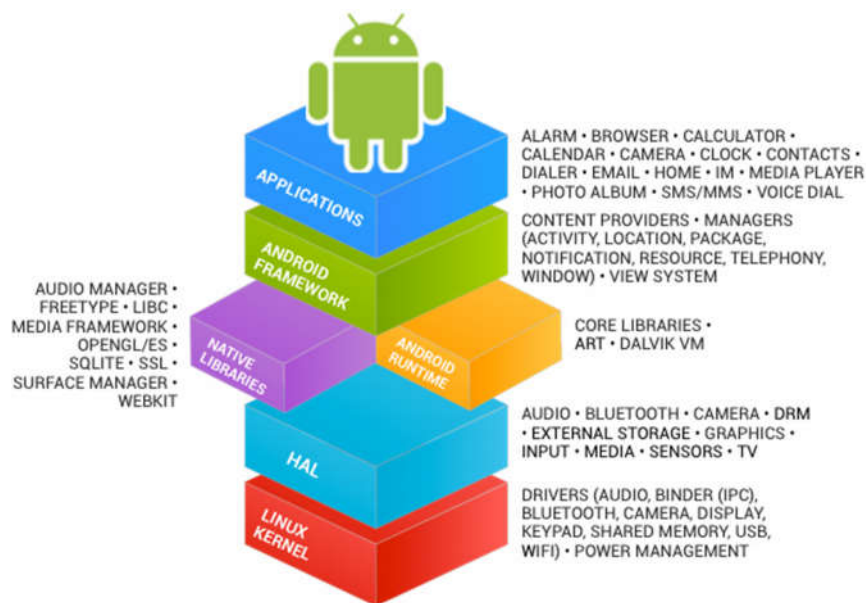 APPLICATIONS
ALARM • BROWSER • CALCULATOR •
CALENDAR • CAMERA • CLOCK • CONTACTS •
DIALER • EMAIL • HOME • IM • MEDIA PLAYER
• PHOTO ALBUM • SMS/MMS • VOICE DIAL
ANDROID
FRAMEWORK
CONTENT PROVIDERS • MANAGERS
(ACTIVITY, LOCATION, PACKAGE,
NOTIFICATION, RESOURCE, TELEPHONY,
WINDOW) • VIEW SYSTEM
AUDIO MANAGER •
FREETYPE • LIBC •
MEDIA FRAMEWORK •
OPENGL/ES •
SQLITE • SSL •
SURFACE MANAGER •
WEBKIT
NATIVE
LIBRARIES
ANDROID
RUNTIME
CORE LIBRARIES •
ART • DALVIK VM
HAL
AUDIO • BLUETOOTH • CAMERA • DRM
• EXTERNAL STORAGE • GRAPHICS •
INPUT • MEDIA • SENSORS • TV
LINUX
KERNEL
DRIVERS (AUDIO, BINDER (IPC),
BLUETOOTH, CAMERA, DISPLAY,
KEYPAD, SHARED MEMORY, USB,
WIFI) • POWER MANAGEMENT